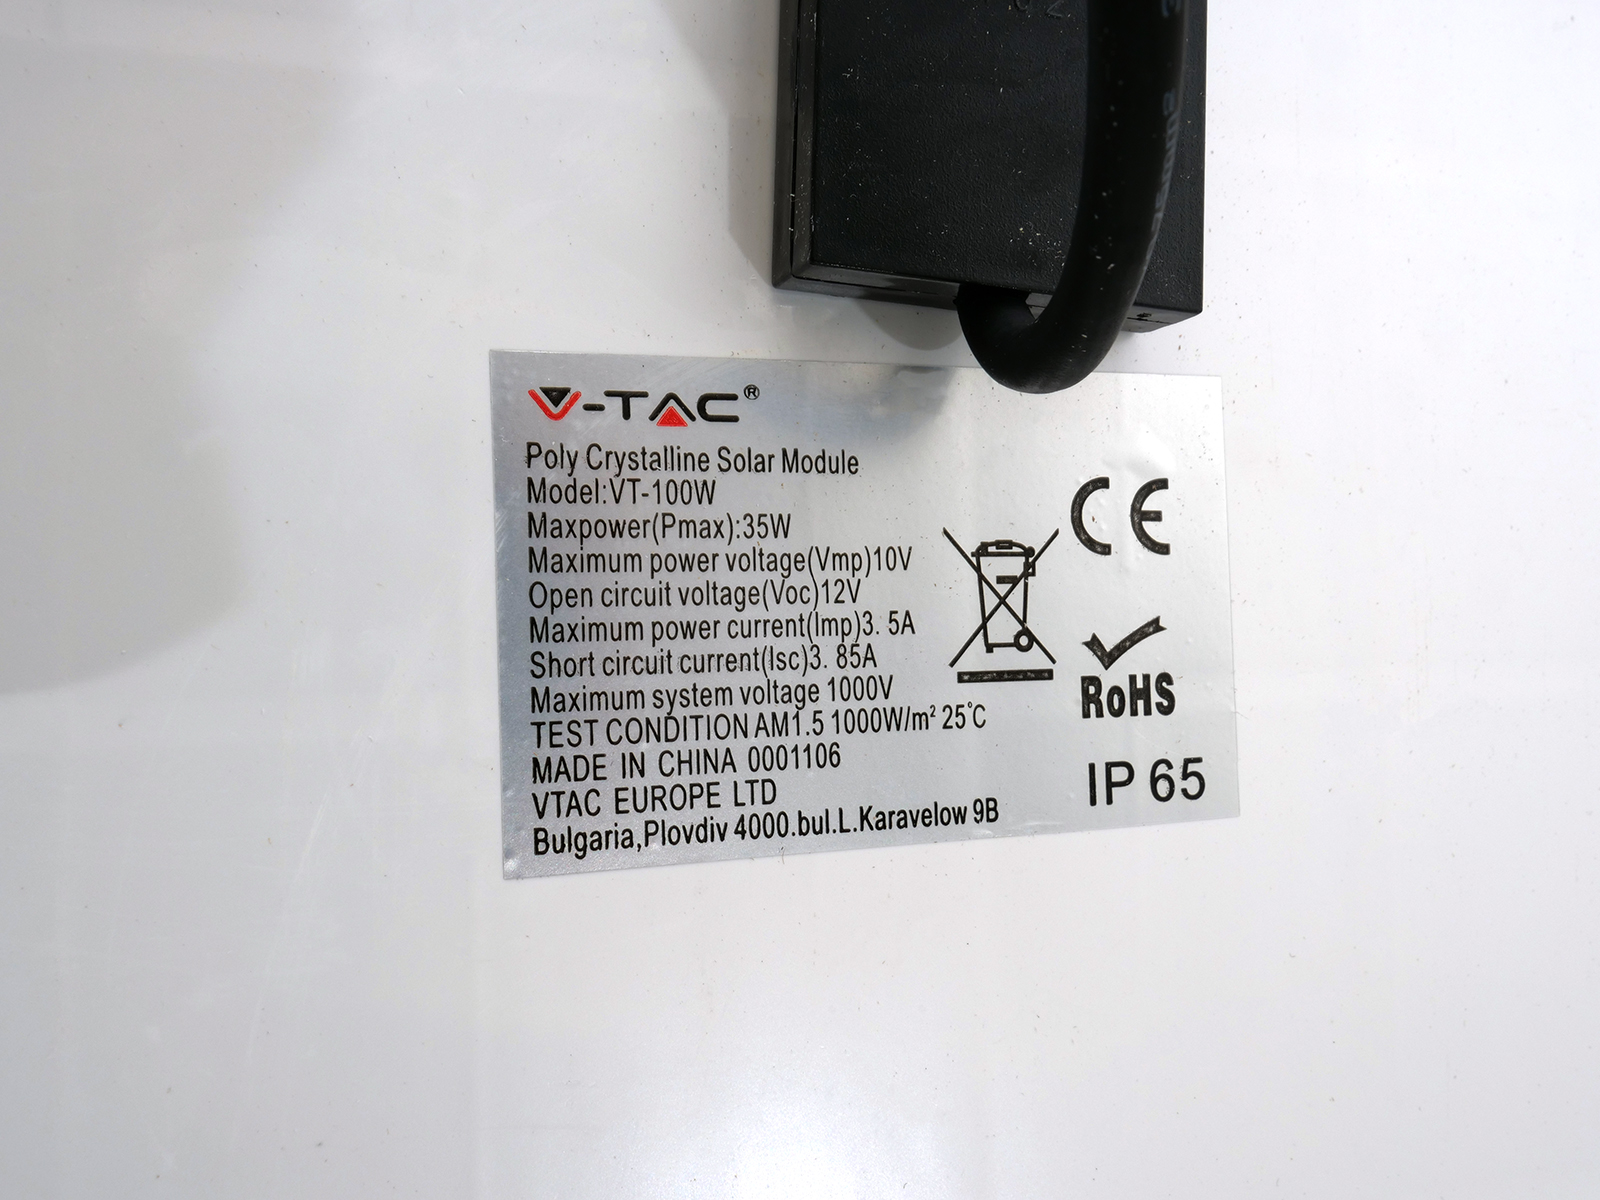 V-TAC®
Poly Crystalline Solar Module
Model:VT-100W
Maxpower(Pmax):35W
Maximum power voltage(Vmp)10V
Open circuit voltage(Voc)12V
Maximum power current(Imp)3. 5A
Short circuit current(Isc)3. 85A
Maximum system voltage 1000V
TEST CONDITION AM1.5 1000W/m² 25°C
MADE IN CHINA 0001106
VTAC EUROPE LTD
Bulgaria,Plovdiv 4000.bul.L.Karavelow 9B
CE
RoHS
IP 65